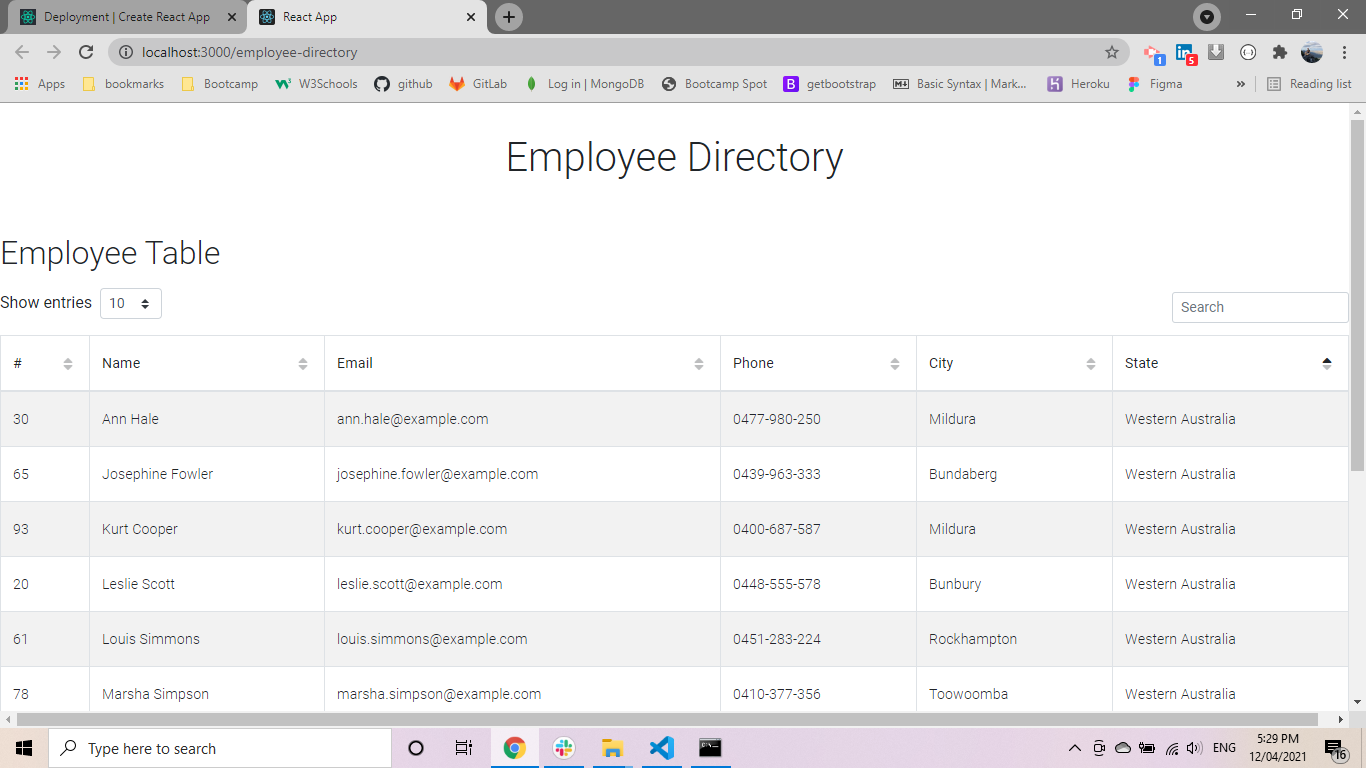 Deployment | Create React App
React App
localhost:3000/employee-directory
1
5
Apps bookmarks Bootcamp W3Schools github GitLab Log in | MongoDB Bootcamp Spot getbootstrap Basic Syntax | Mark... Heroku Figma » Reading list
Employee Directory
Employee Table
Show entries 10
Search
# Name Email Phone City State
30 Ann Hale ann.hale@example.com 0477-980-250 Mildura Western Australia
65 Josephine Fowler josephine.fowler@example.com 0439-963-333 Bundaberg Western Australia
93 Kurt Cooper kurt.cooper@example.com 0400-687-587 Mildura Western Australia
20 Leslie Scott leslie.scott@example.com 0448-555-578 Bunbury Western Australia
61 Louis Simmons louis.simmons@example.com 0451-283-224 Rockhampton Western Australia
78 Marsha Simpson marsha.simpson@example.com 0410-377-356 Toowoomba Western Australia
Type here to search
ENG
5:29 PM
12/04/2021
16